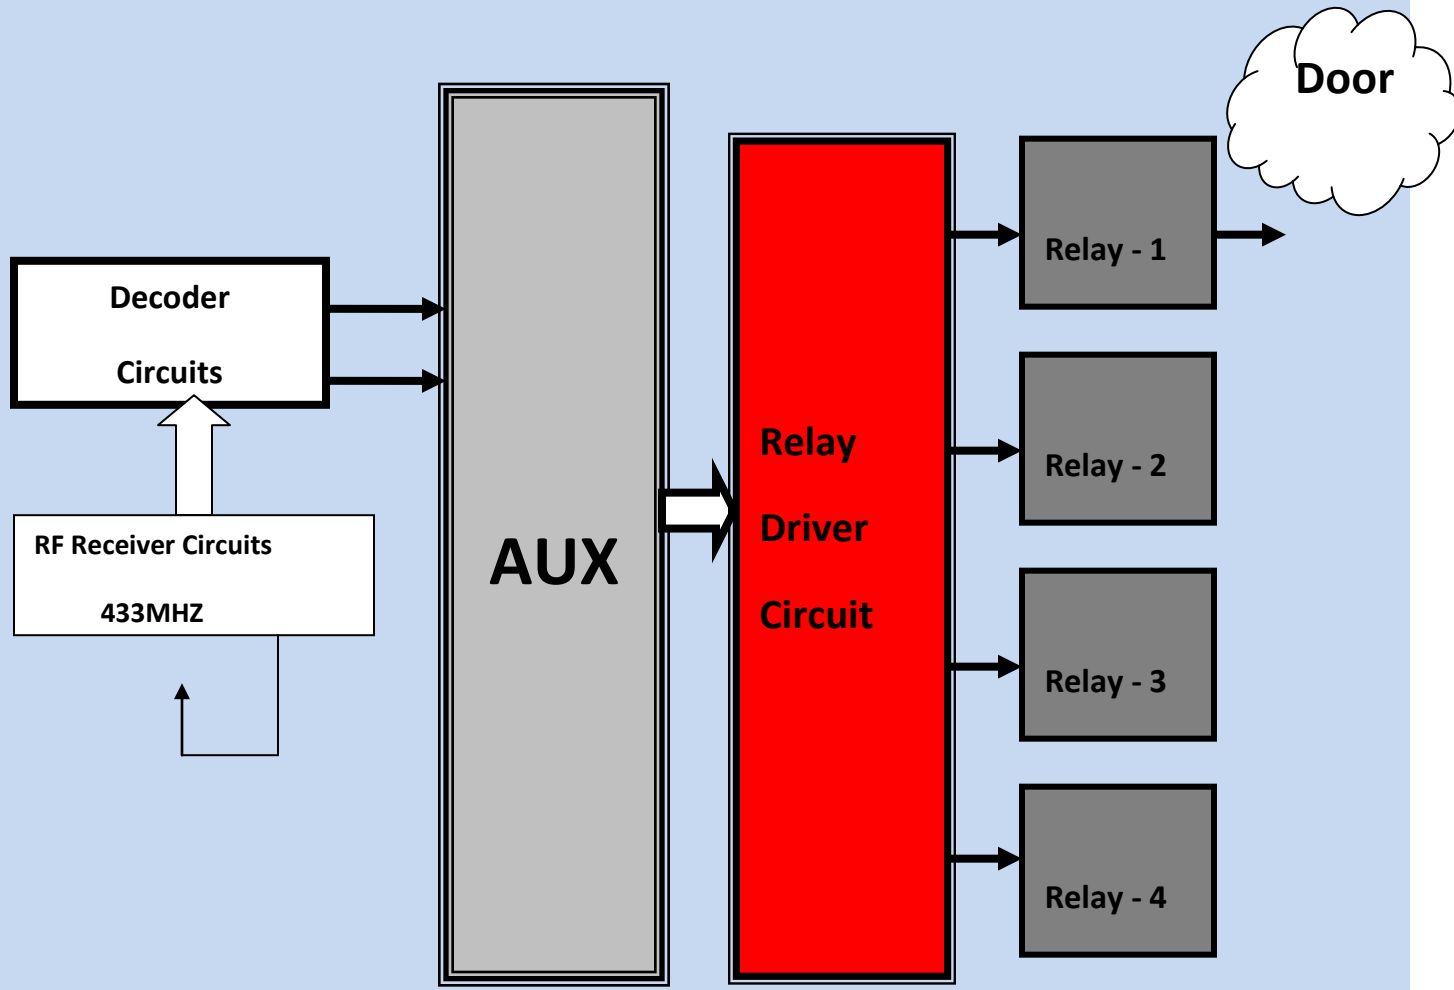 Door
Relay - 1
Decoder
Circuits
Relay
Driver
Circuit
Relay - 2
RF Receiver Circuits
433MHZ
AUX
Relay - 3
Relay - 4